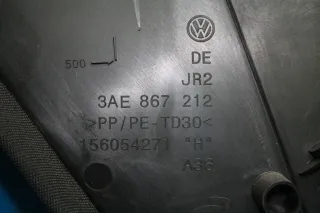 500
DE
JR2
3AE 867 212
>PP/PE-TD30<
156054271 "H"
A36